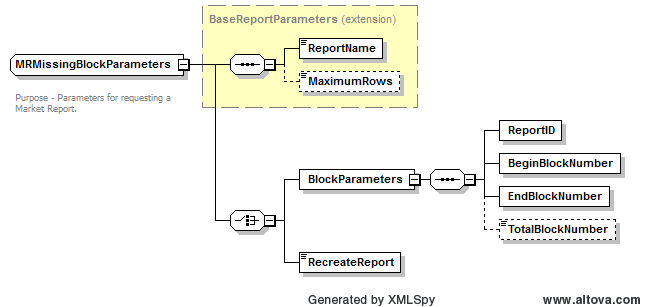 BaseReportParameters (extension)
MRMissingBlockParameters
ReportName
MaximumRows
Purpose - Parameters for requesting a
Market Report.
ReportID
BeginBlockNumber
BlockParameters
EndBlockNumber
TotalBlockNumber
RecreateReport
Generated by XMLSpy
www.altova.com